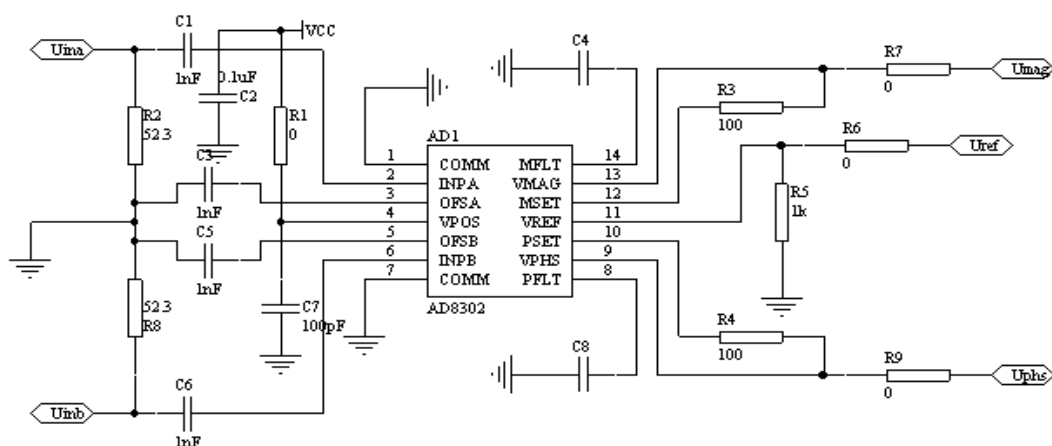 C1
VCC
C4
R7
Uina
Umag
1nF
0.1uF
C2
R3
0
R2
52.3
R1
0
AD1
100
R6
Uref
C3
1
COMM
MFLT
14
0
2
INPA
VMAG
13
3
OFSA
MSET
12
R5
1k
1nF
4
VPOS
VREF
11
C5
5
OFSB
PSET
10
6
INPB
VPHS
9
1nF
7
COMM
PFLT
8
52.3
R8
C7
100pF
AD8302
R4
C8
100
R9
Uphs
C6
0
Uinb
1nF